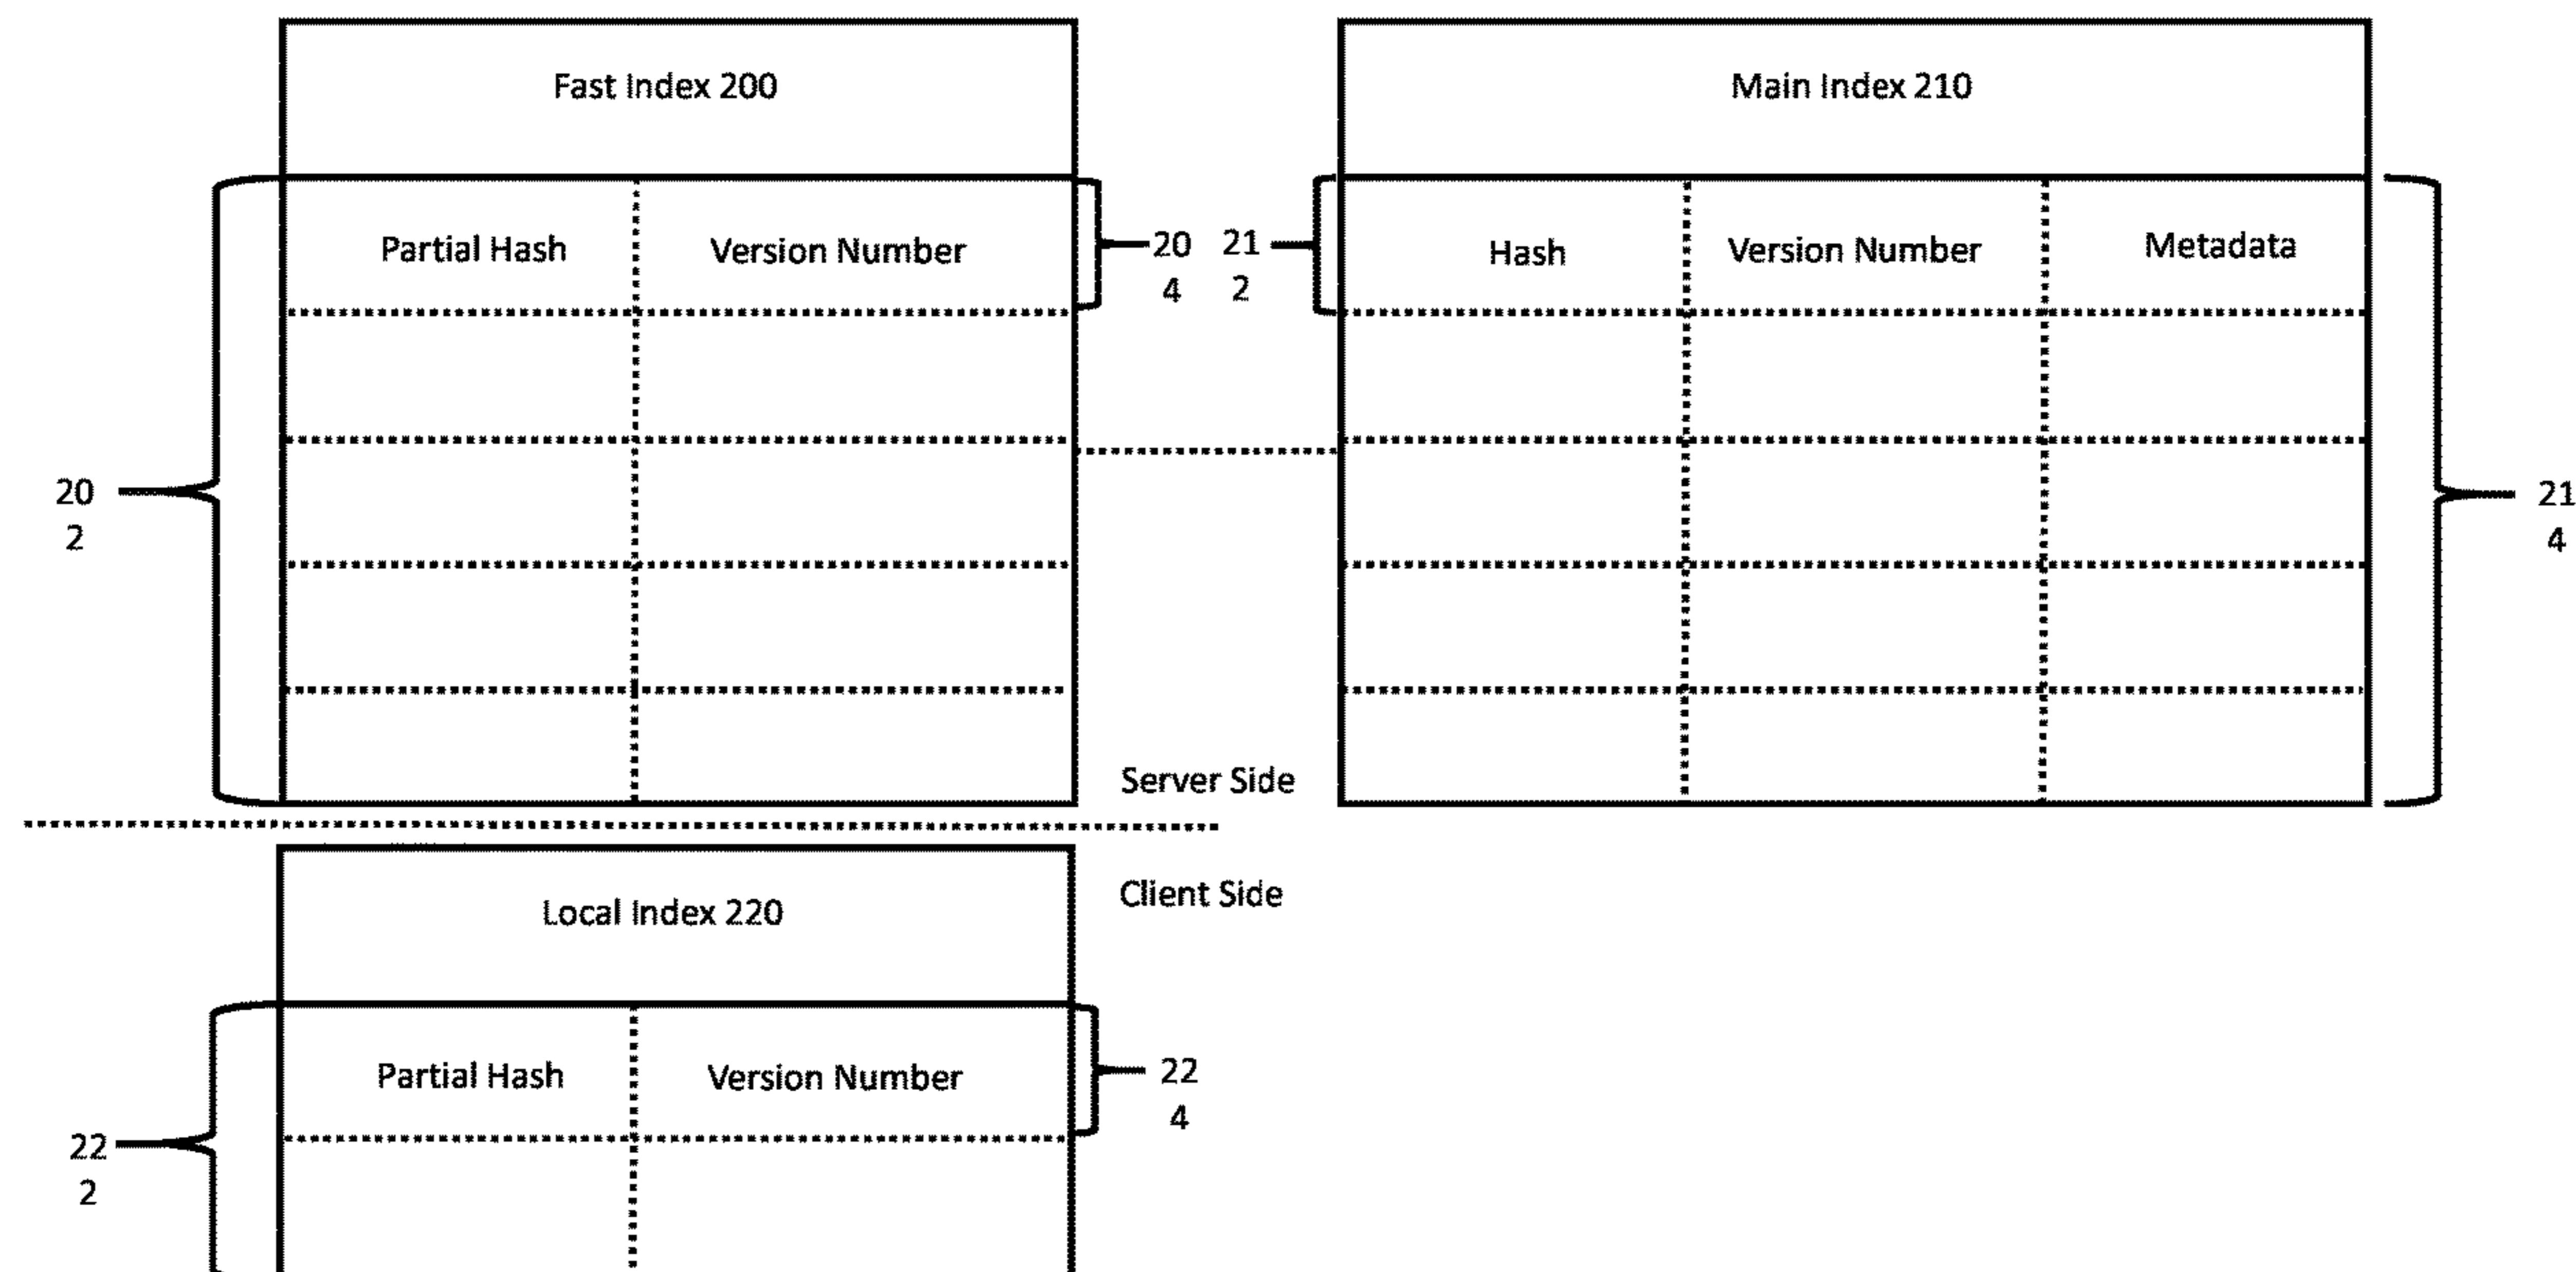 Fast Index 200
Main Index 210
Partial Hash
Version Number
20
4
21
2
Hash
Version Number
Metadata
20
2
21
4
Server Side
Client Side
Local Index 220
Partial Hash
Version Number
22
4
22
2